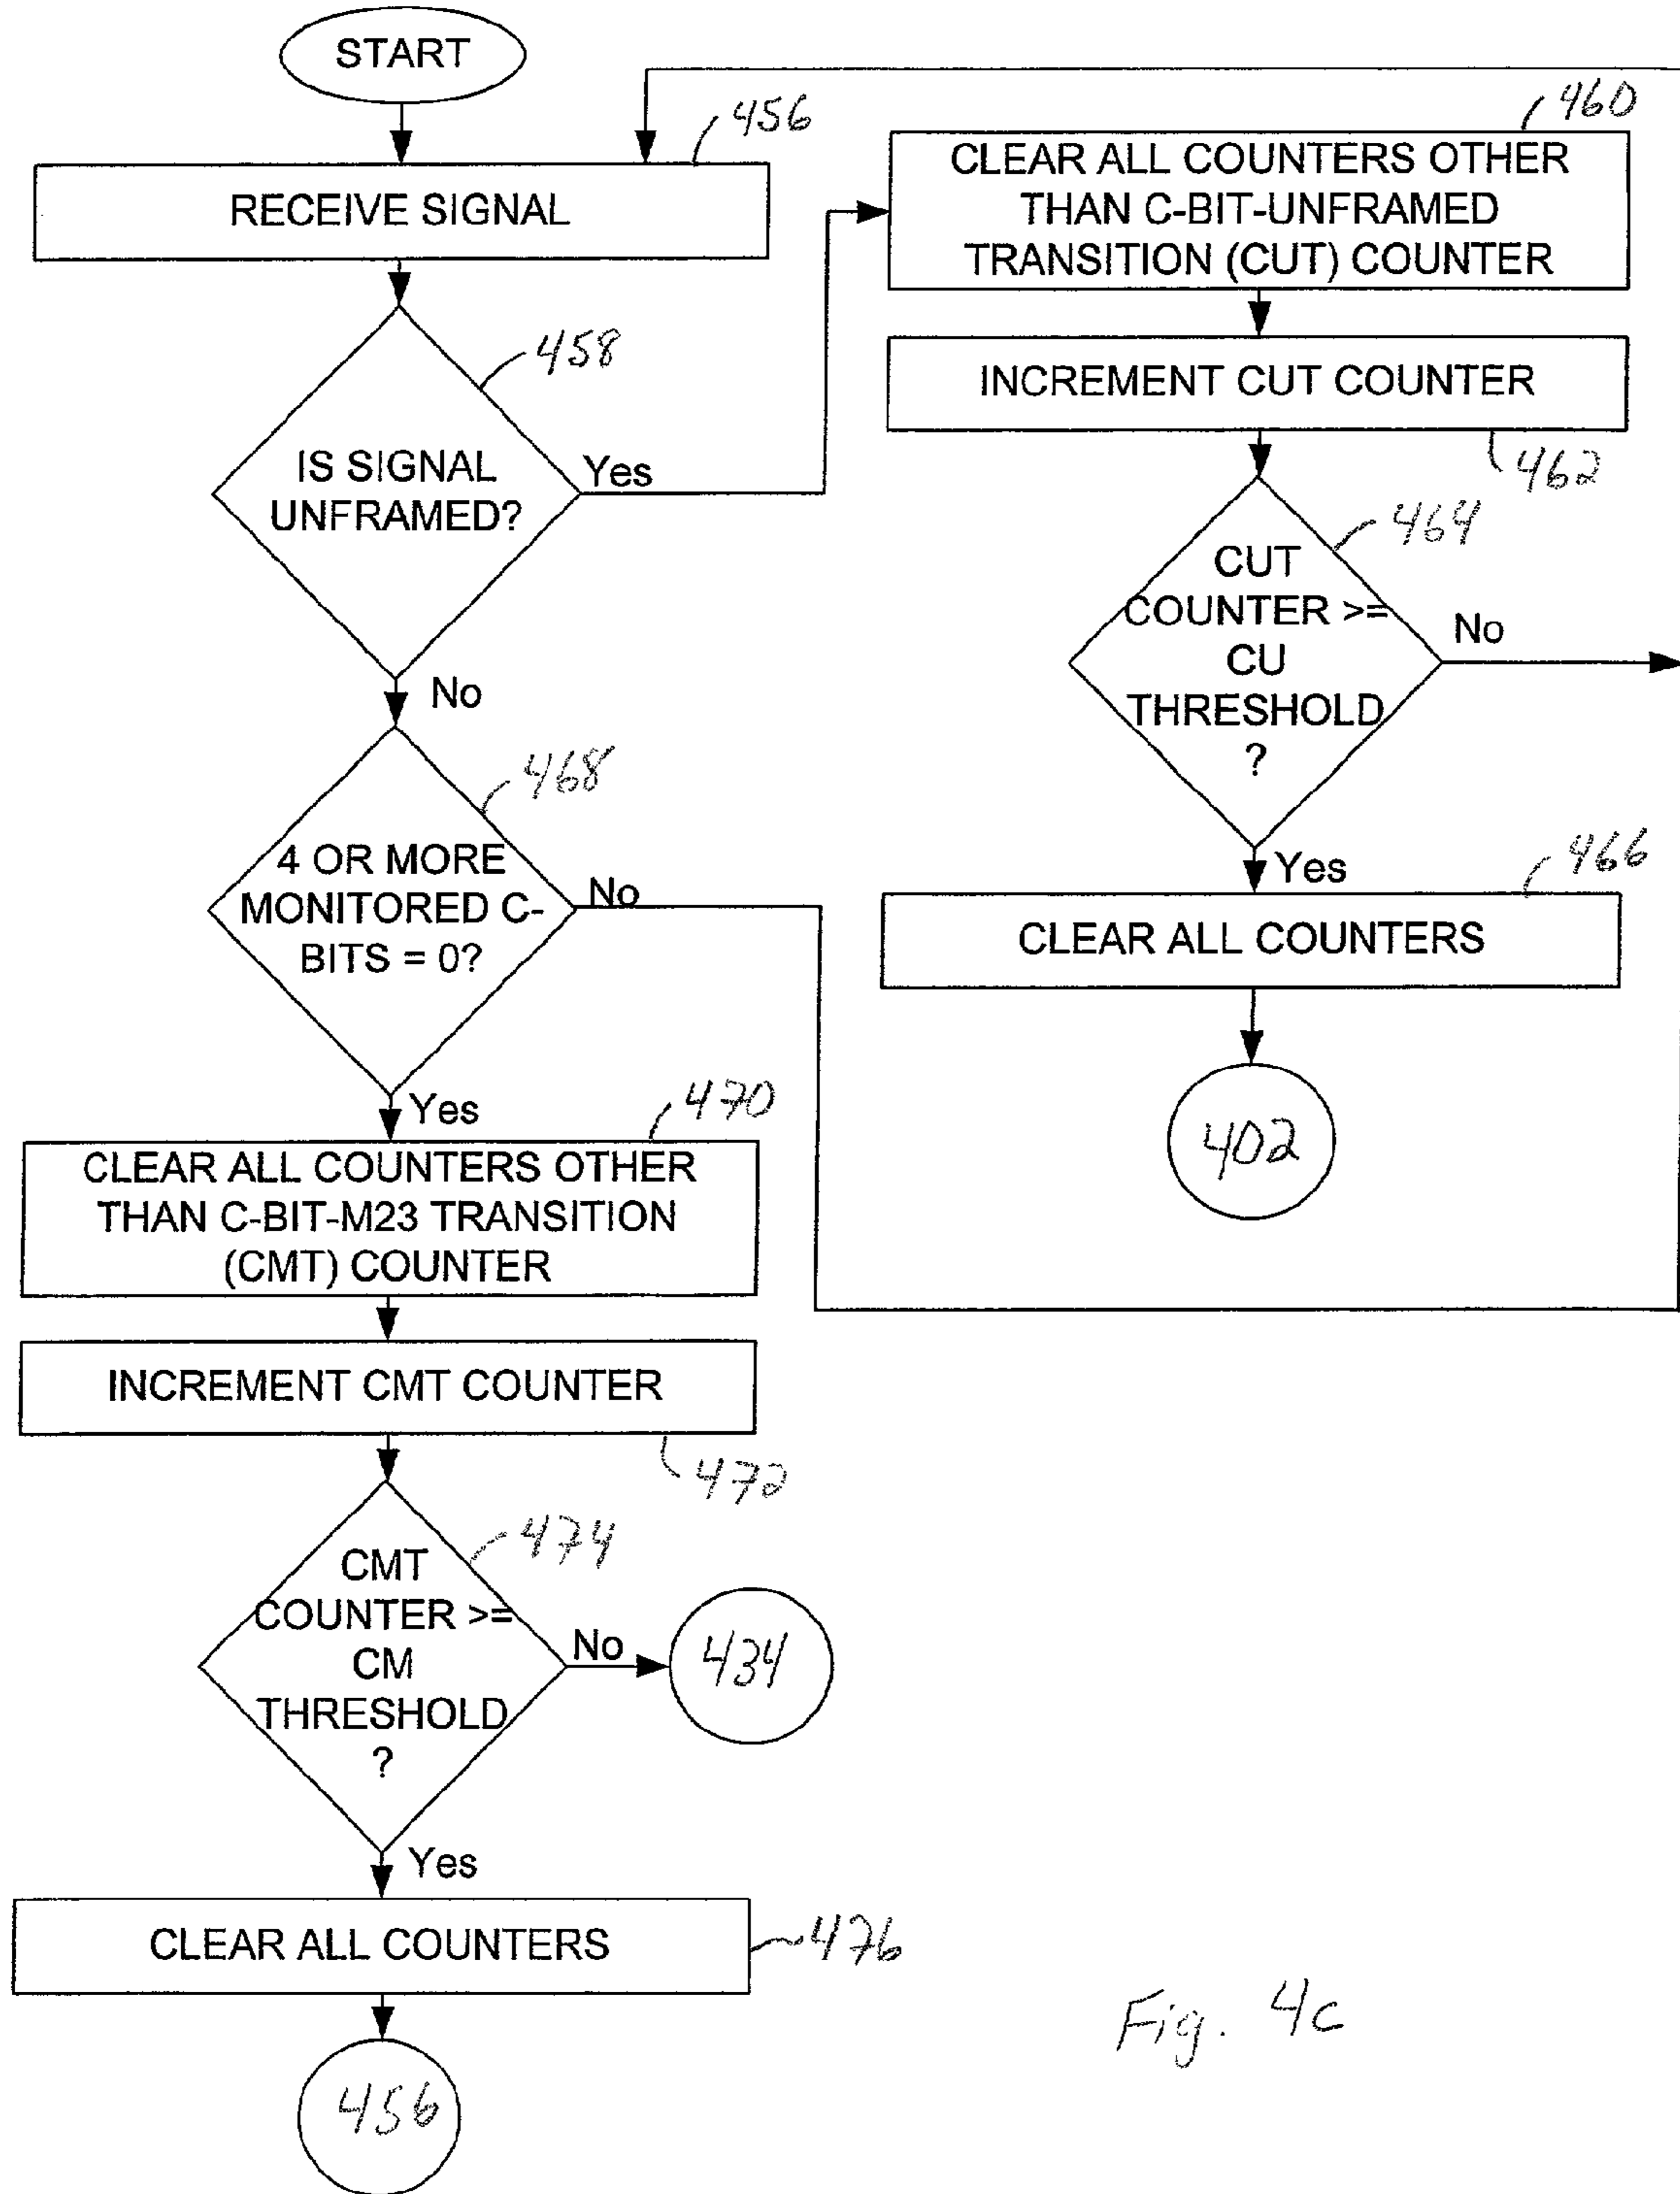 START
456
RECEIVE SIGNAL
458
IS SIGNAL
UNFRAMED?
Yes
No
460
CLEAR ALL COUNTERS OTHER
THAN C-BIT-UNFRAMED
TRANSITION (CUT) COUNTER
INCREMENT CUT COUNTER
462
464
CUT
COUNTER >=
CU
THRESHOLD
?
No
Yes
466
CLEAR ALL COUNTERS
402
468
4 OR MORE
MONITORED C-
BITS = 0?
No
Yes
470
CLEAR ALL COUNTERS OTHER
THAN C-BIT-M23 TRANSITION
(CMT) COUNTER
INCREMENT CMT COUNTER
472
474
CMT
COUNTER >=
CM
THRESHOLD
?
No
434
Yes
CLEAR ALL COUNTERS
476
456
Fig. 4c